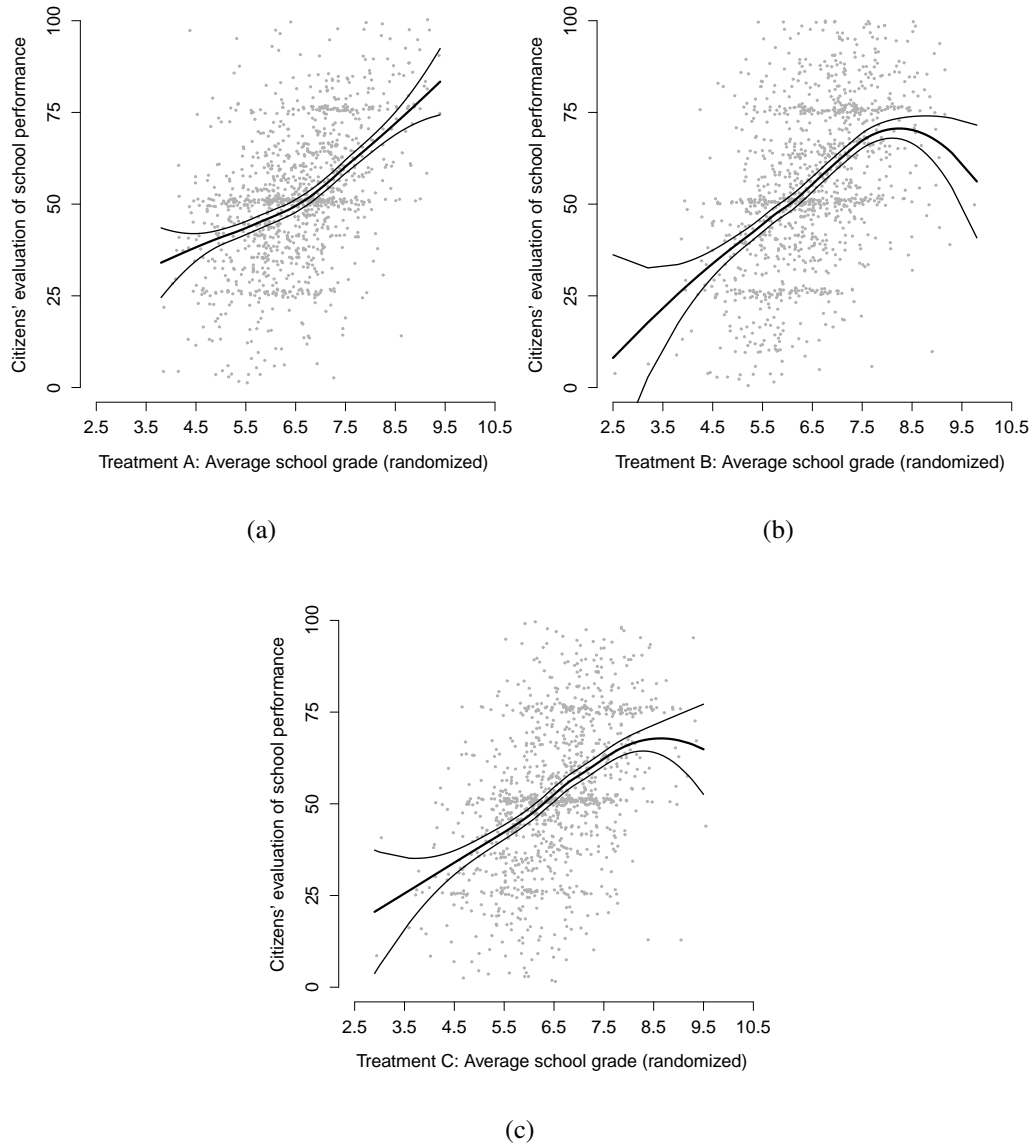 Citizens’ evaluation of school performance
100
75
50
25
0
2.5 3.5 4.5 5.5 6.5 7.5 8.5 9.5 10.5
Treatment A: Average school grade (randomized)
(a)
Citizens’ evaluation of school performance
100
75
50
25
0
2.5 3.5 4.5 5.5 6.5 7.5 8.5 9.5 10.5
Treatment B: Average school grade (randomized)
(b)
Citizens’ evaluation of school performance
100
75
50
25
0
2.5 3.5 4.5 5.5 6.5 7.5 8.5 9.5 10.5
Treatment C: Average school grade (randomized)
(c)